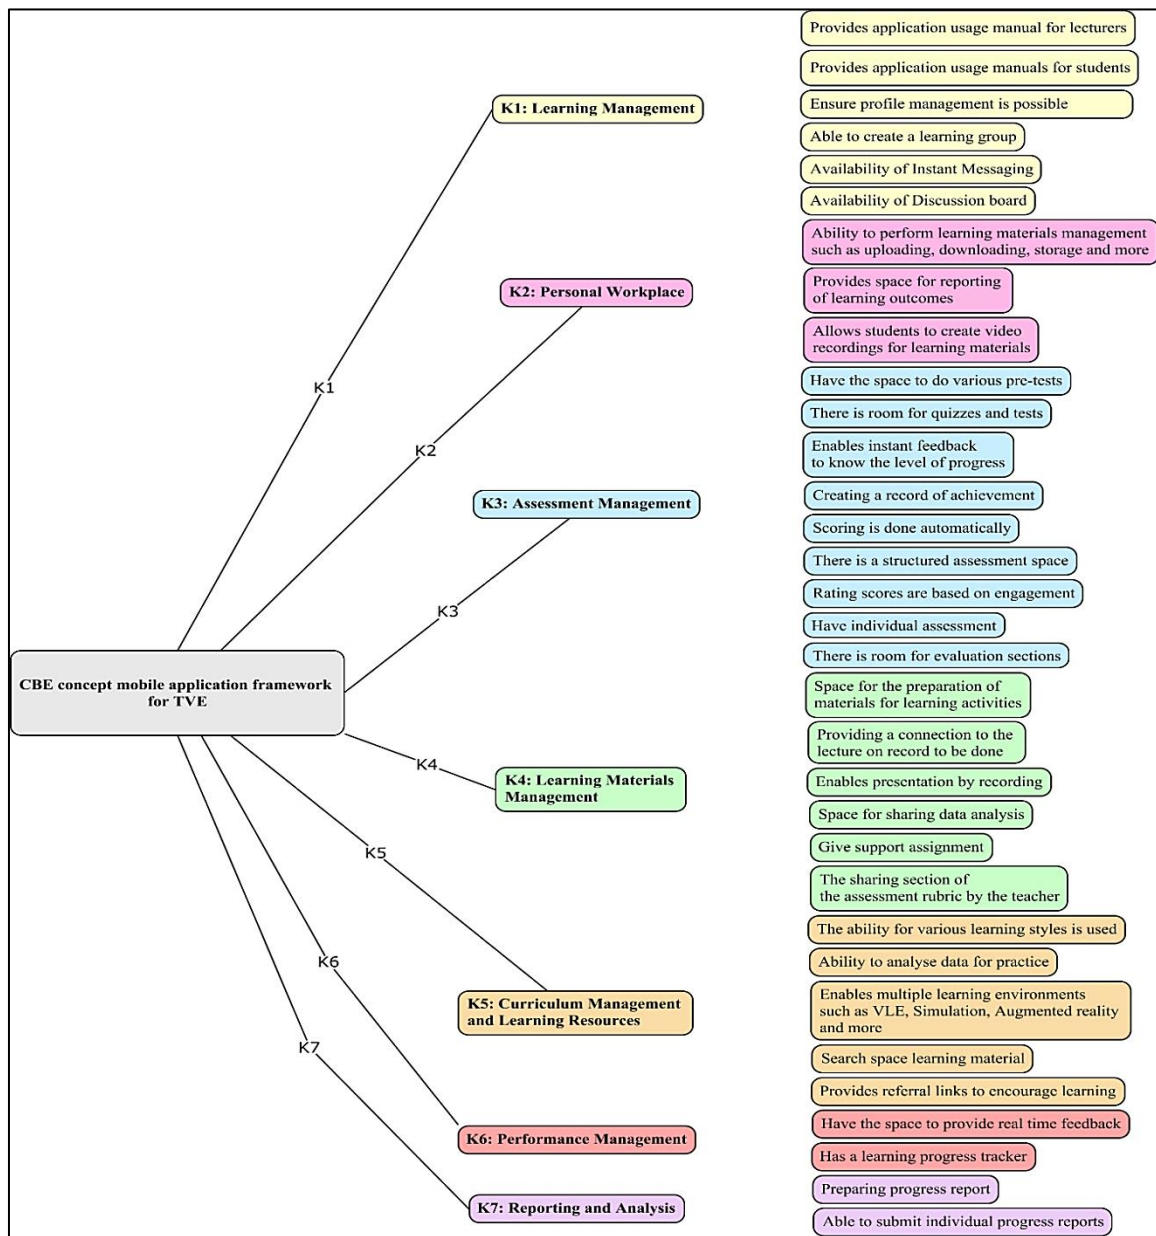 Provides application usage manual for lecturers
Provides application usage manuals for students
K1: Learning Management
Ensure profile management is possible
Able to create a learning group
Availability of Instant Messaging
Availability of Discussion board
Ability to perform learning materials management
such as uploading, downloading, storage and more
K2: Personal Workplace
Provides space for reporting
of learning outcomes
Allows students to create video
recordings for learning materials
K1
Have the space to do various pre-tests
There is room for quizzes and tests
K2
Enables instant feedback
to know the level of progress
K3: Assessment Management
Creating a record of achievement
Scoring is done automatically
There is a structured assessment space
Rating scores are based on engagement
K3
Have individual assessment
There is room for evaluation sections
CBE concept mobile application framework
for TVE
Space for the preparation of
materials for learning activities
Providing a connection to the
lecture on record to be done
K4
K4: Learning Materials
Management
Enables presentation by recording
Space for sharing data analysis
Give support assignment
K5
The sharing section of
the assessment rubric by the teacher
The ability for various learning styles is used
Ability to analyse data for practice
K6
K5: Curriculum Management
and Learning Resources
Enables multiple learning environments
such as VLE, Simulation, Augmented reality
and more
K7
Search space learning material
Provides referral links to encourage learning
Have the space to provide real time feedback
K6: Performance Management
Has a learning progress tracker
Preparing progress report
K7: Reporting and Analysis
Able to submit individual progress reports